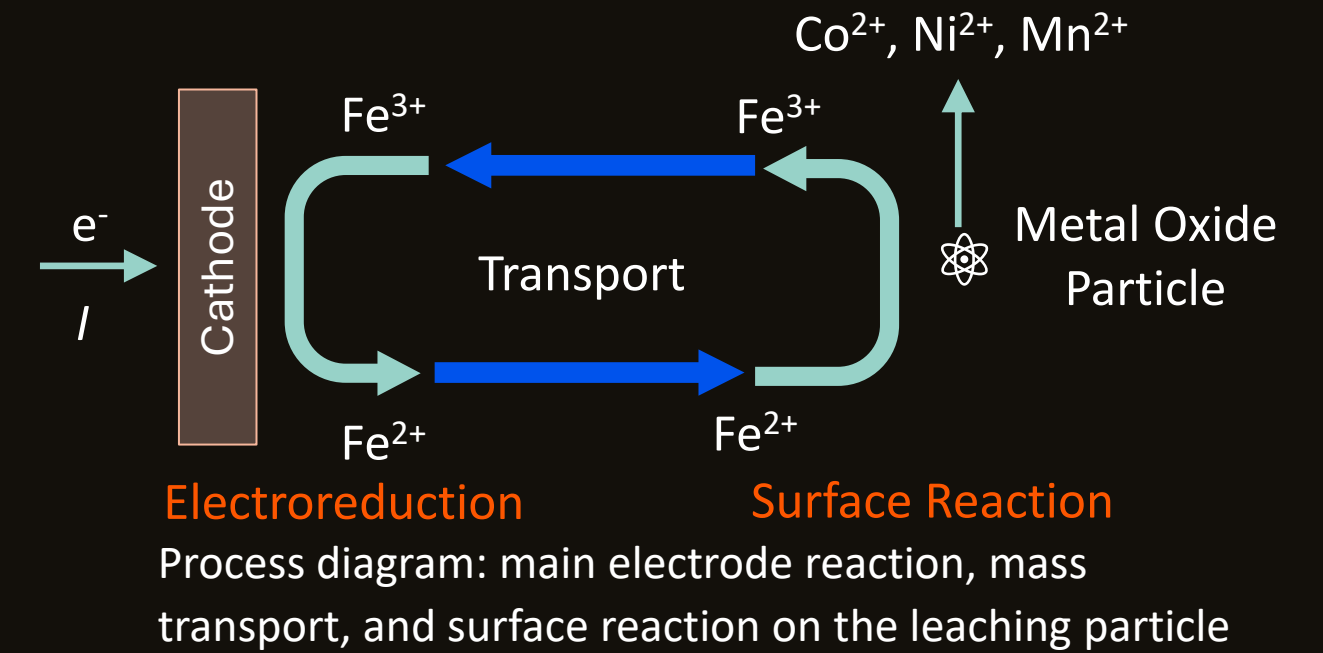 Co²⁺, Ni²⁺, Mn²⁺
Fe³⁺
Fe³⁺
e⁻
I
Cathode
Transport
Metal Oxide
Particle
Fe²⁺
Fe²⁺
Electroreduction
Surface Reaction
Process diagram: main electrode reaction, mass
transport, and surface reaction on the leaching particle